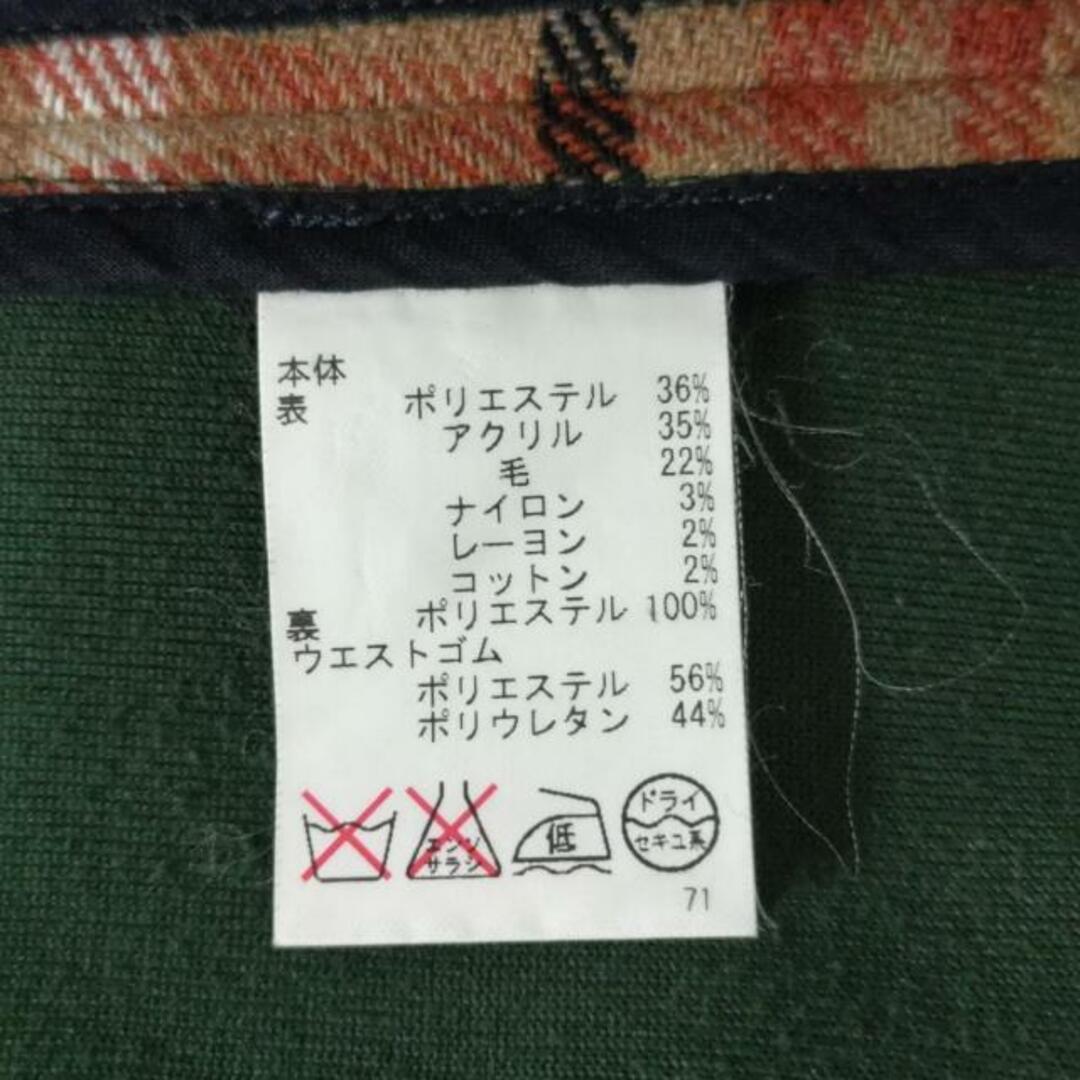 本体
表 ポリエステル 36%
アクリル 35%
毛 22%
ナイロン 3%
レーヨン 2%
コットン 2%
裏 ポリエステル 100%
ウエストゴム
ポリエステル 56%
ポリウレタン 44%
エンソ
サラシ
低
ドライ
セキユ系
71